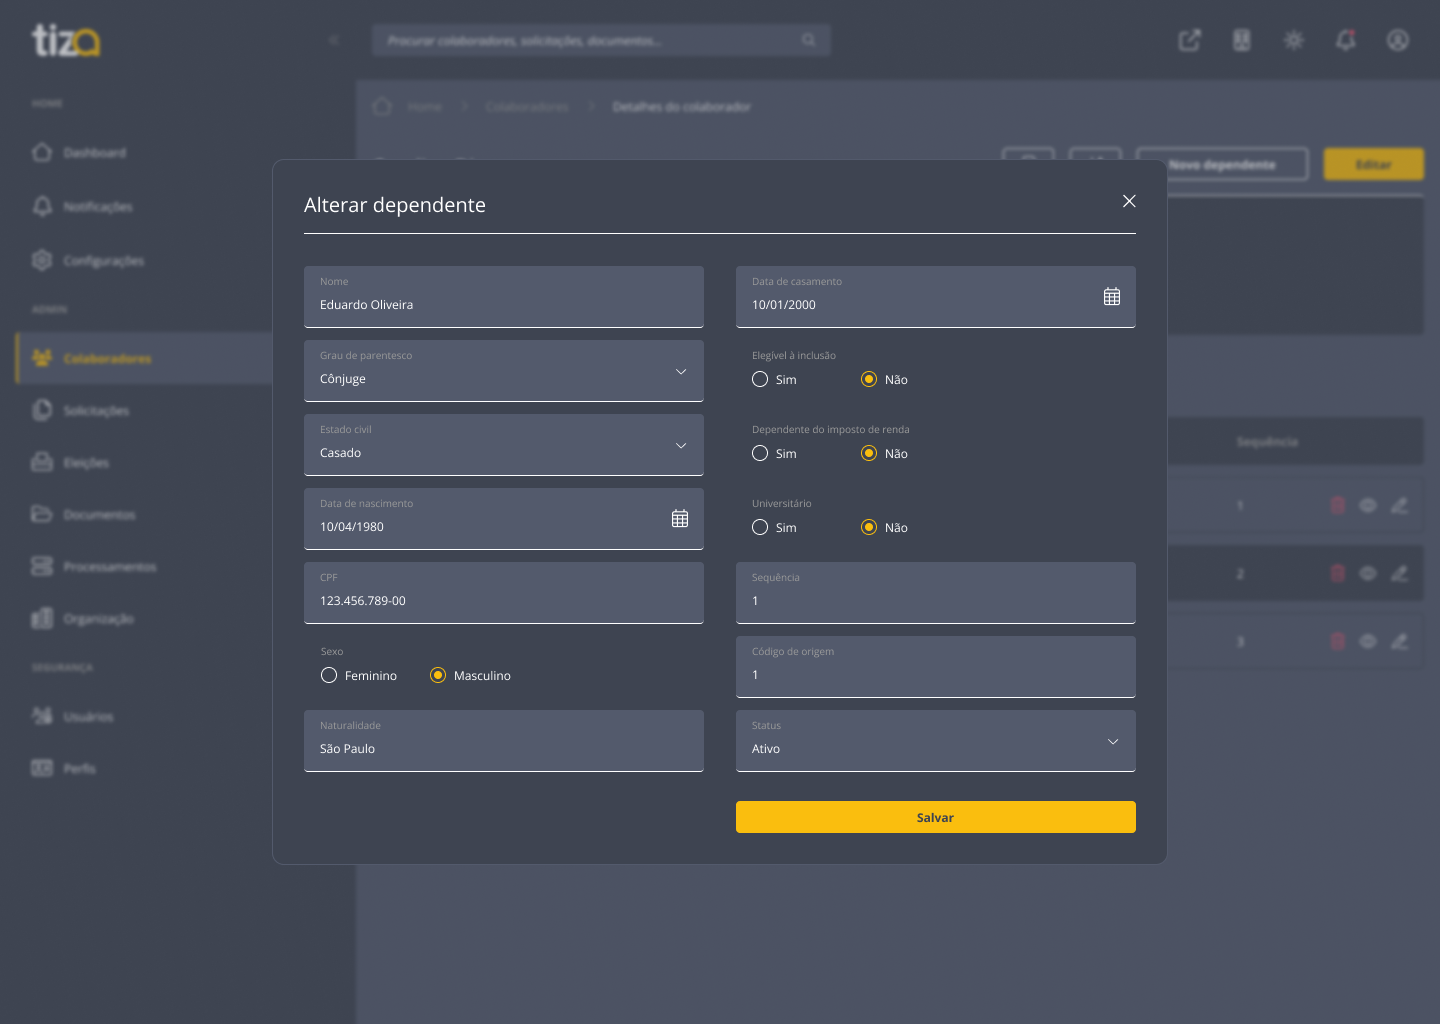 tiza
Procurar colaboradores, solicitações, documentos...
HOME
Dashboard
Notificações
Configurações
ADMIN
Colaboradores
Solicitações
Eleições
Documentos
Processamentos
Organização
SEGURANÇA
Usuários
Perfis
Home
Colaboradores
Detalhes do colaborador
Novo dependente
Editar
Sequência
1
2
3
Alterar dependente
Nome
Eduardo Oliveira
Grau de parentesco
Cônjuge
Estado civil
Casado
Data de nascimento
10/04/1980
CPF
123.456.789-00
Sexo
Feminino Masculino
Naturalidade
São Paulo
Data de casamento
10/01/2000
Elegível à inclusão
Sim Não
Dependente do imposto de renda
Sim Não
Universitário
Sim Não
Sequência
1
Código de origem
1
Status
Ativo
Salvar